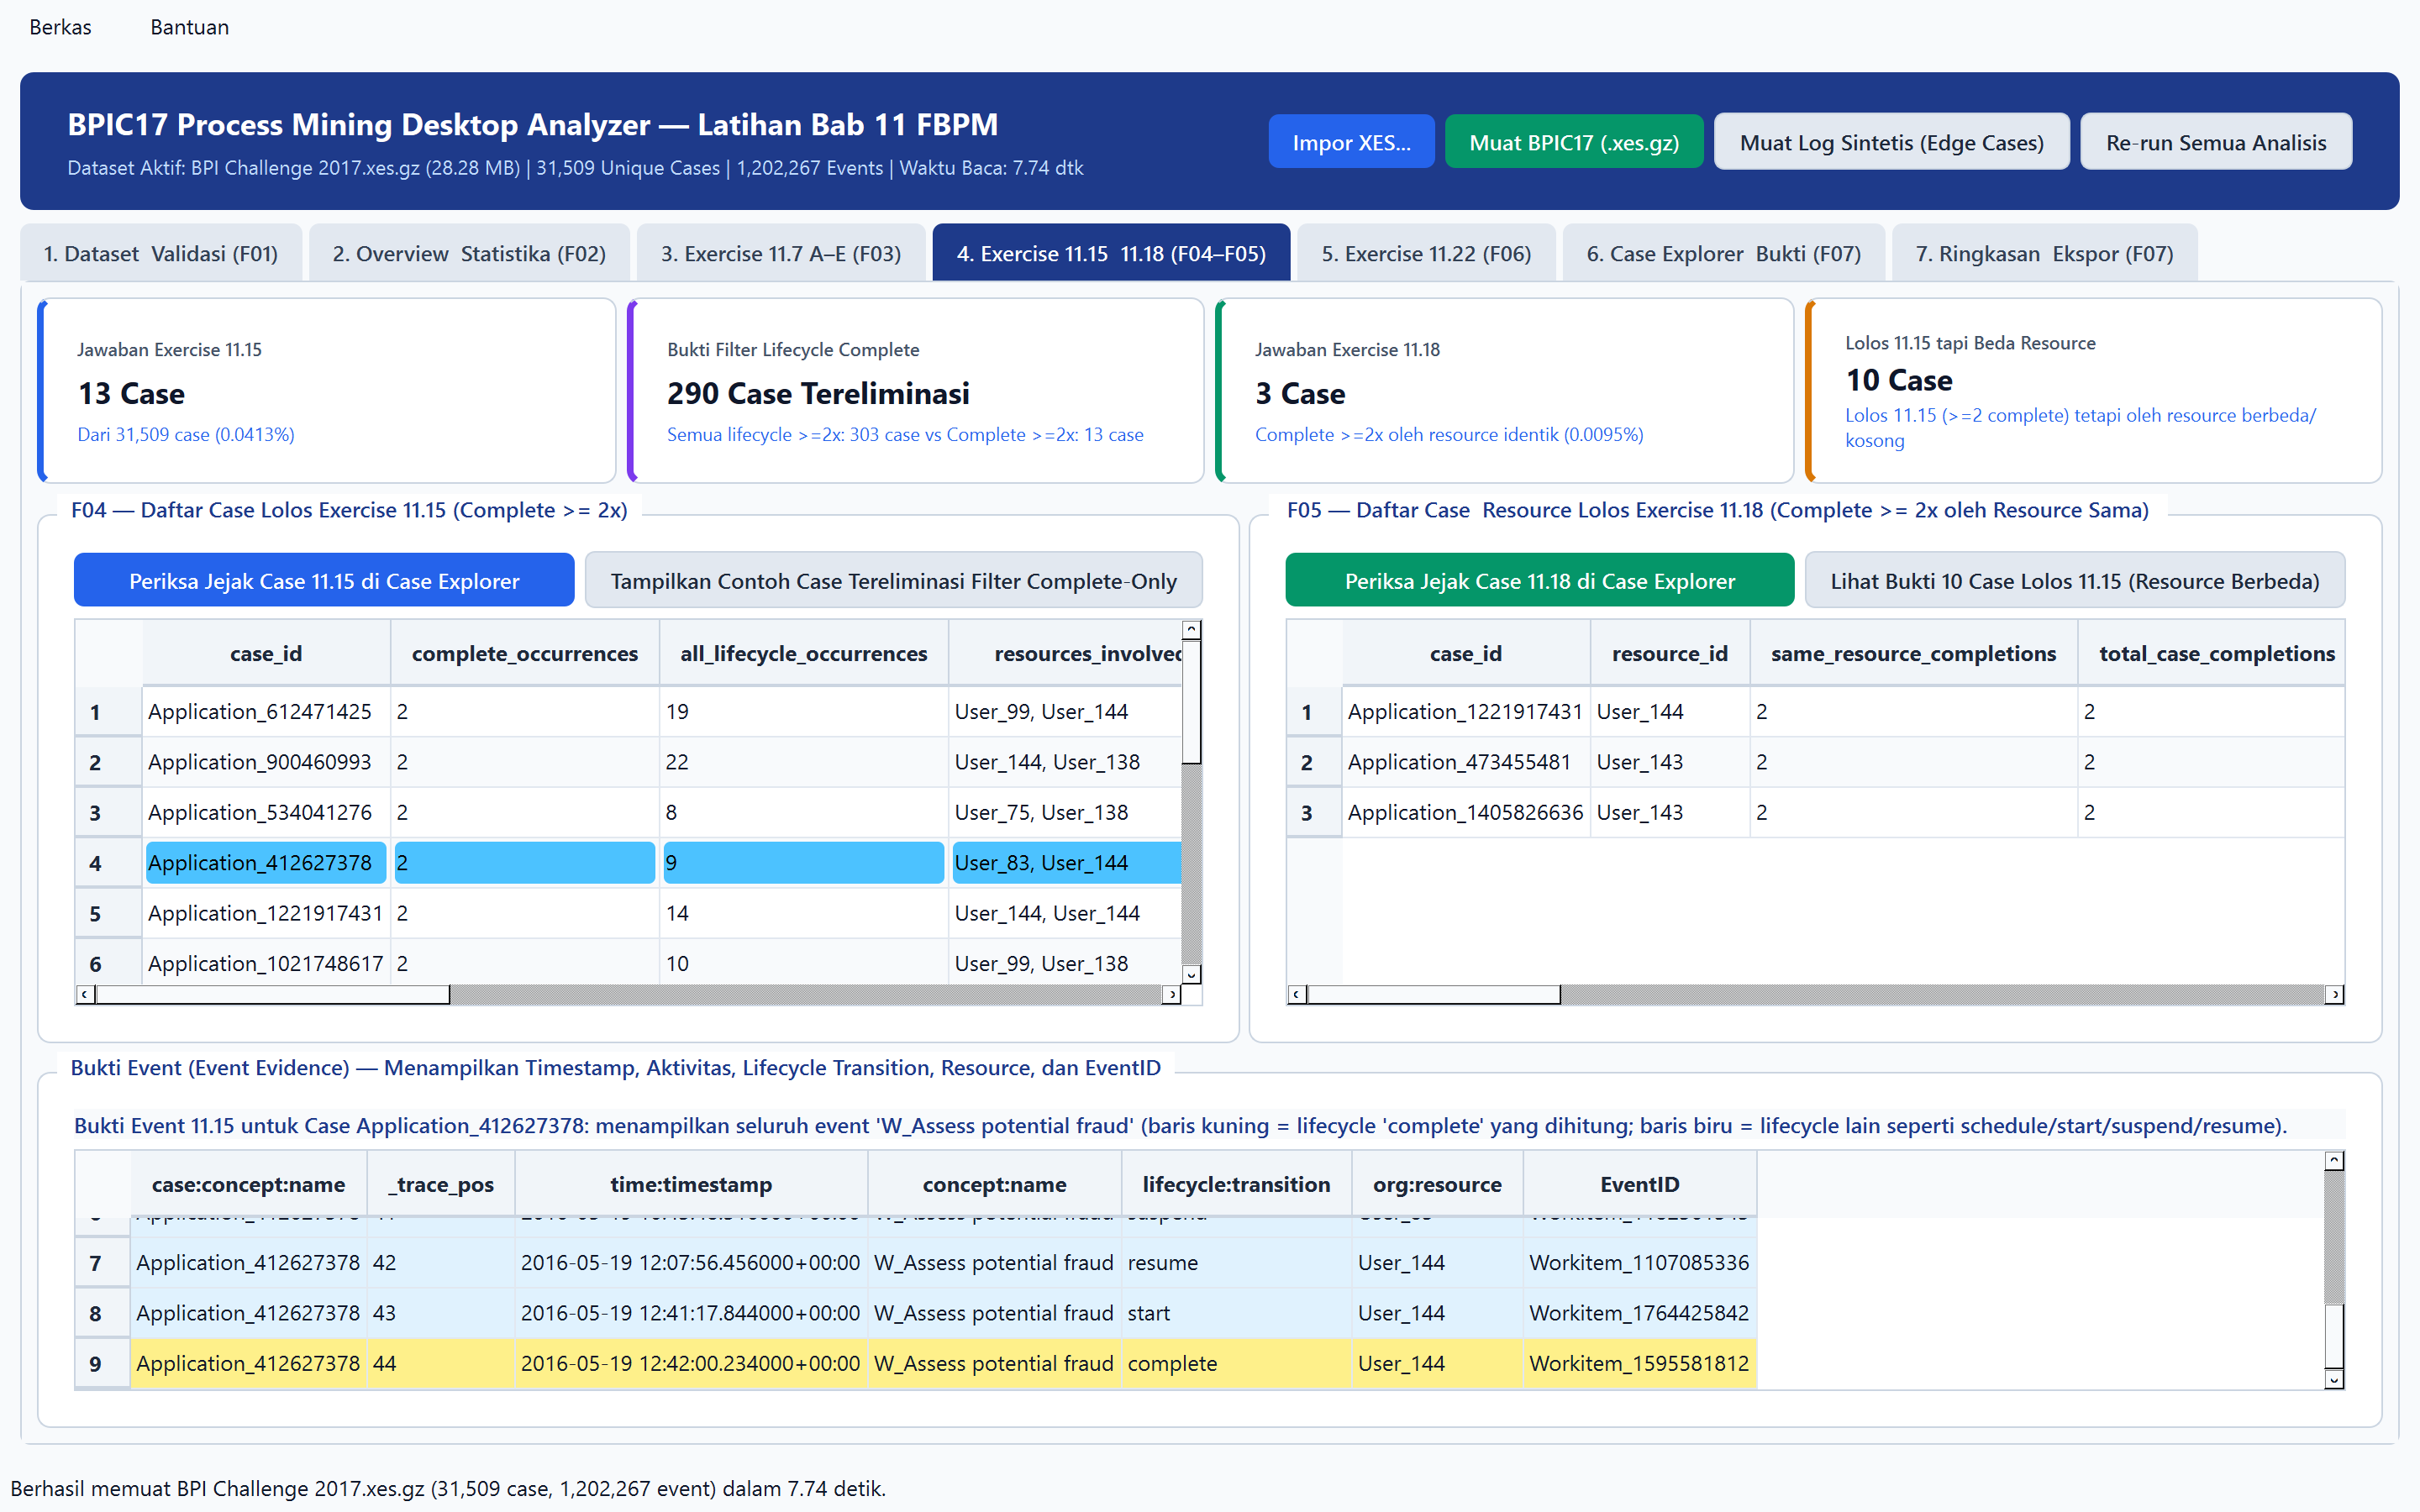 Berkas Bantuan
BPIC17 Process Mining Desktop Analyzer — Latihan Bab 11 FBPM
Dataset Aktif: BPI Challenge 2017.xes.gz (28.28 MB) | 31,509 Unique Cases | 1,202,267 Events | Waktu Baca: 7.74 dtk
Impor XES... Muat BPIC17 (.xes.gz) Muat Log Sintetis (Edge Cases) Re-run Semua Analisis
1. Dataset Validasi (F01) 2. Overview Statistika (F02) 3. Exercise 11.7 A–E (F03) 4. Exercise 11.15 11.18 (F04–F05) 5. Exercise 11.22 (F06) 6. Case Explorer Bukti (F07) 7. Ringkasan Ekspor (F07)
Jawaban Exercise 11.15
13 Case
Dari 31,509 case (0.0413%)
Bukti Filter Lifecycle Complete
290 Case Tereliminasi
Semua lifecycle >=2x: 303 case vs Complete >=2x: 13 case
Jawaban Exercise 11.18
3 Case
Complete >=2x oleh resource identik (0.0095%)
Lolos 11.15 tapi Beda Resource
10 Case
Lolos 11.15 (>=2 complete) tetapi oleh resource berbeda/
kosong
F04 — Daftar Case Lolos Exercise 11.15 (Complete >= 2x)
Periksa Jejak Case 11.15 di Case Explorer Tampilkan Contoh Case Tereliminasi Filter Complete-Only
case_id complete_occurrences all_lifecycle_occurrences resources_involved
1 Application_612471425 2 19 User_99, User_144
2 Application_900460993 2 22 User_144, User_138
3 Application_534041276 2 8 User_75, User_138
4 Application_412627378 2 9 User_83, User_144
5 Application_1221917431 2 14 User_144, User_144
6 Application_1021748617 2 10 User_99, User_138
F05 — Daftar Case Resource Lolos Exercise 11.18 (Complete >= 2x oleh Resource Sama)
Periksa Jejak Case 11.18 di Case Explorer Lihat Bukti 10 Case Lolos 11.15 (Resource Berbeda)
case_id resource_id same_resource_completions total_case_completions
1 Application_1221917431 User_144 2 2
2 Application_473455481 User_143 2 2
3 Application_1405826636 User_143 2 2
Bukti Event (Event Evidence) — Menampilkan Timestamp, Aktivitas, Lifecycle Transition, Resource, dan EventID
Bukti Event 11.15 untuk Case Application_412627378: menampilkan seluruh event 'W_Assess potential fraud' (baris kuning = lifecycle 'complete' yang dihitung; baris biru = lifecycle lain seperti schedule/start/suspend/resume).
case:concept:name _trace_pos time:timestamp concept:name lifecycle:transition org:resource EventID
7 Application_412627378 42 2016-05-19 12:07:56.456000+00:00 W_Assess potential fraud resume User_144 Workitem_1107085336
8 Application_412627378 43 2016-05-19 12:41:17.844000+00:00 W_Assess potential fraud start User_144 Workitem_1764425842
9 Application_412627378 44 2016-05-19 12:42:00.234000+00:00 W_Assess potential fraud complete User_144 Workitem_1595581812
Berhasil memuat BPI Challenge 2017.xes.gz (31,509 case, 1,202,267 event) dalam 7.74 detik.